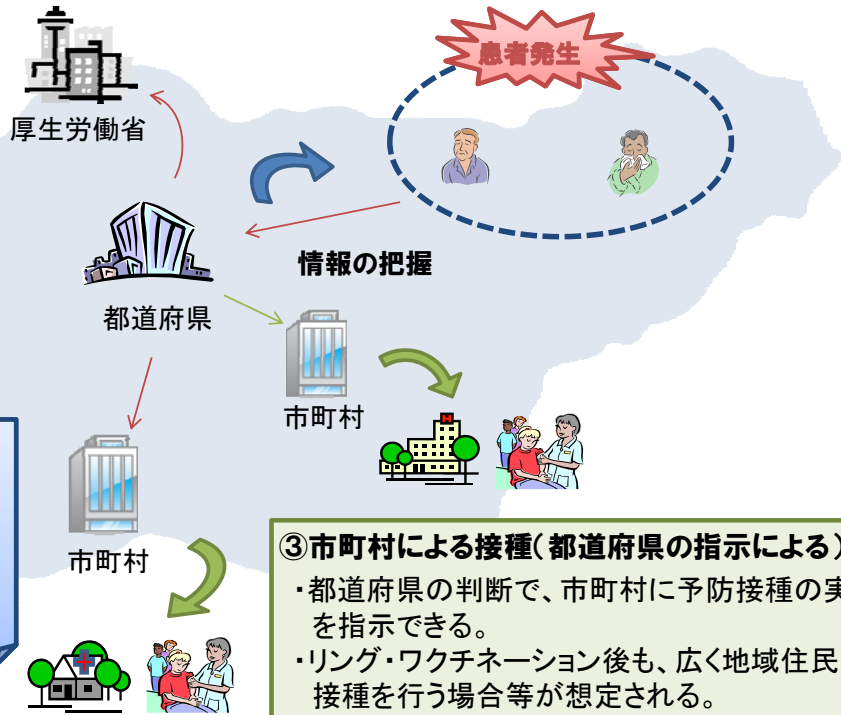 患者発生
厚生労働省
情報の把握
都道府県
市町村
市町村
③市町村による接種(都道府県の指示による)
・都道府県の判断で、市町村に予防接種の実
を指示できる。
・リング・ワクチネーション後も、広く地域住民
接種を行う場合等が想定される。